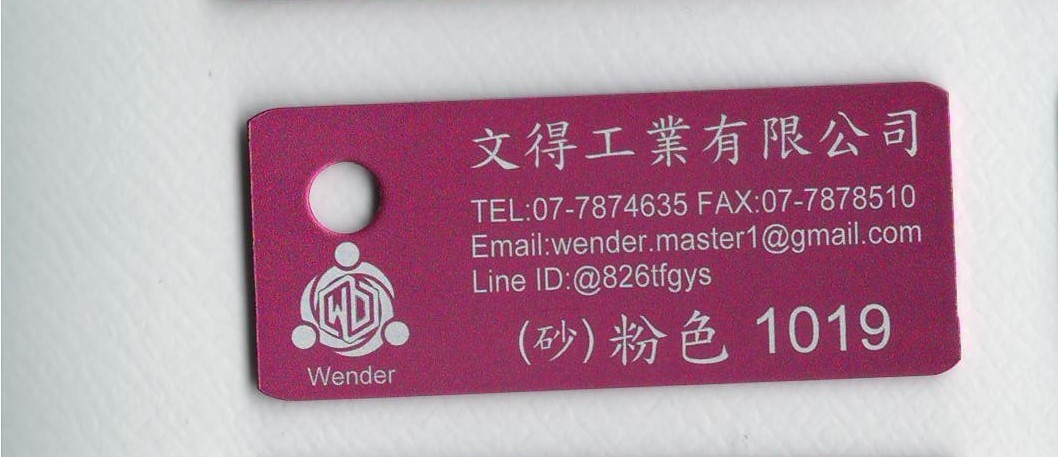 文得工業有限公司
TEL:07-7874635 FAX:07-7878510
Email:wender.master1@gmail.com
Line ID:@826tfgys
(砂)粉色 1019
WD
Wender